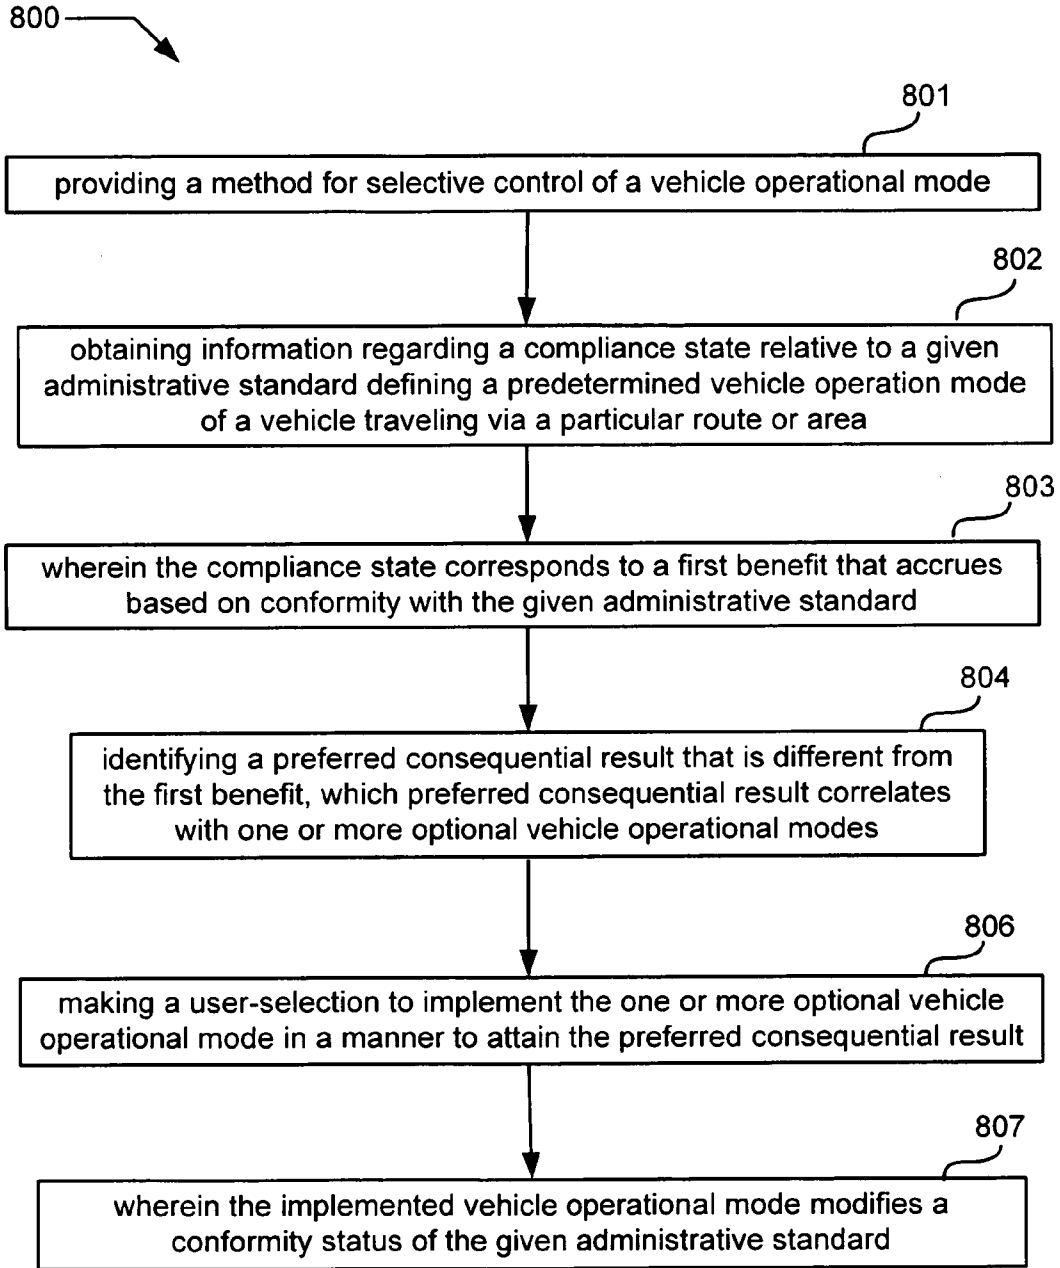 800
801
providing a method for selective control of a vehicle operational mode
802
obtaining information regarding a compliance state relative to a given
administrative standard defining a predetermined vehicle operation mode
of a vehicle traveling via a particular route or area
803
wherein the compliance state corresponds to a first benefit that accrues
based on conformity with the given administrative standard
804
identifying a preferred consequential result that is different from
the first benefit, which preferred consequential result correlates
with one or more optional vehicle operational modes
806
making a user-selection to implement the one or more optional vehicle
operational mode in a manner to attain the preferred consequential result
807
wherein the implemented vehicle operational mode modifies a
conformity status of the given administrative standard